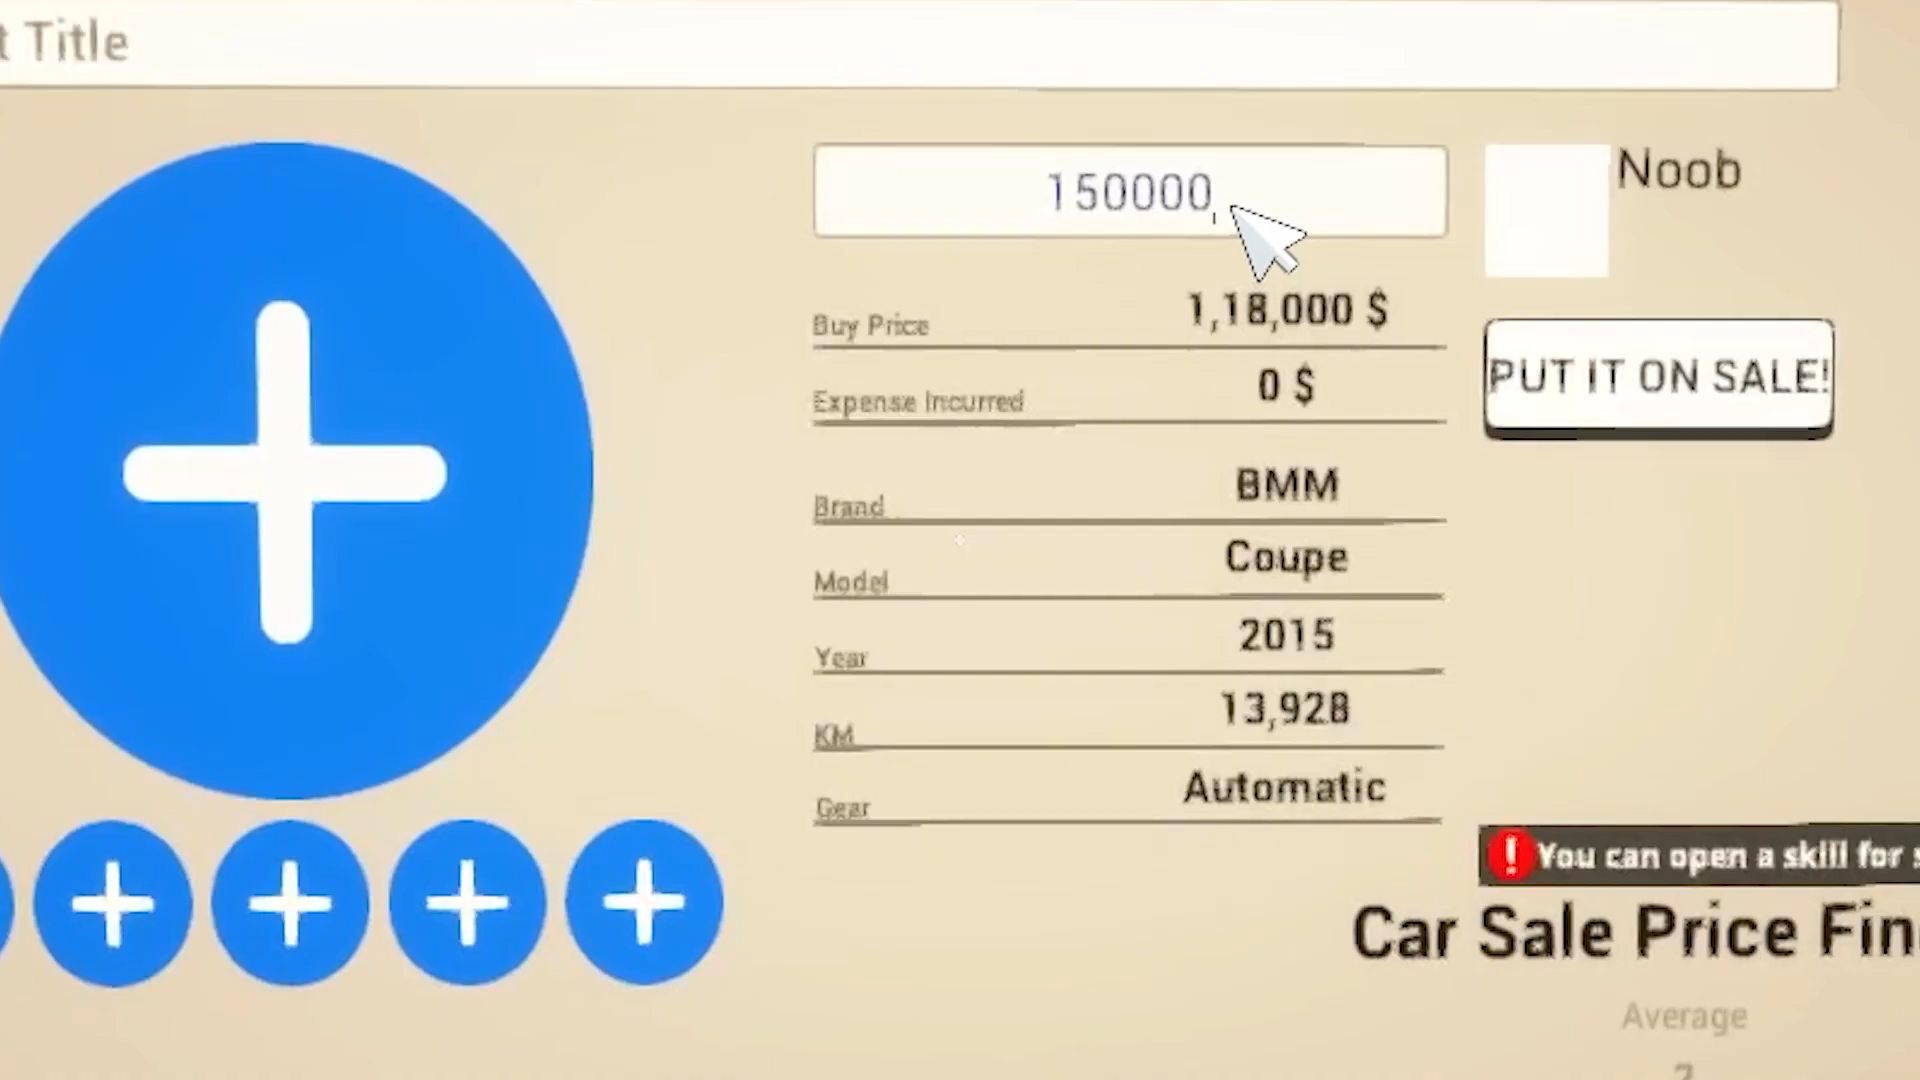 t Title
150000
Noob
Buy Price 1,18,000 $
PUT IT ON SALE!
Expense Incurred 0 $
Brand BMM
Model Coupe
Year 2015
KM 13,928
Gear Automatic
You can open a skill for s
Car Sale Price Fin
Average
?